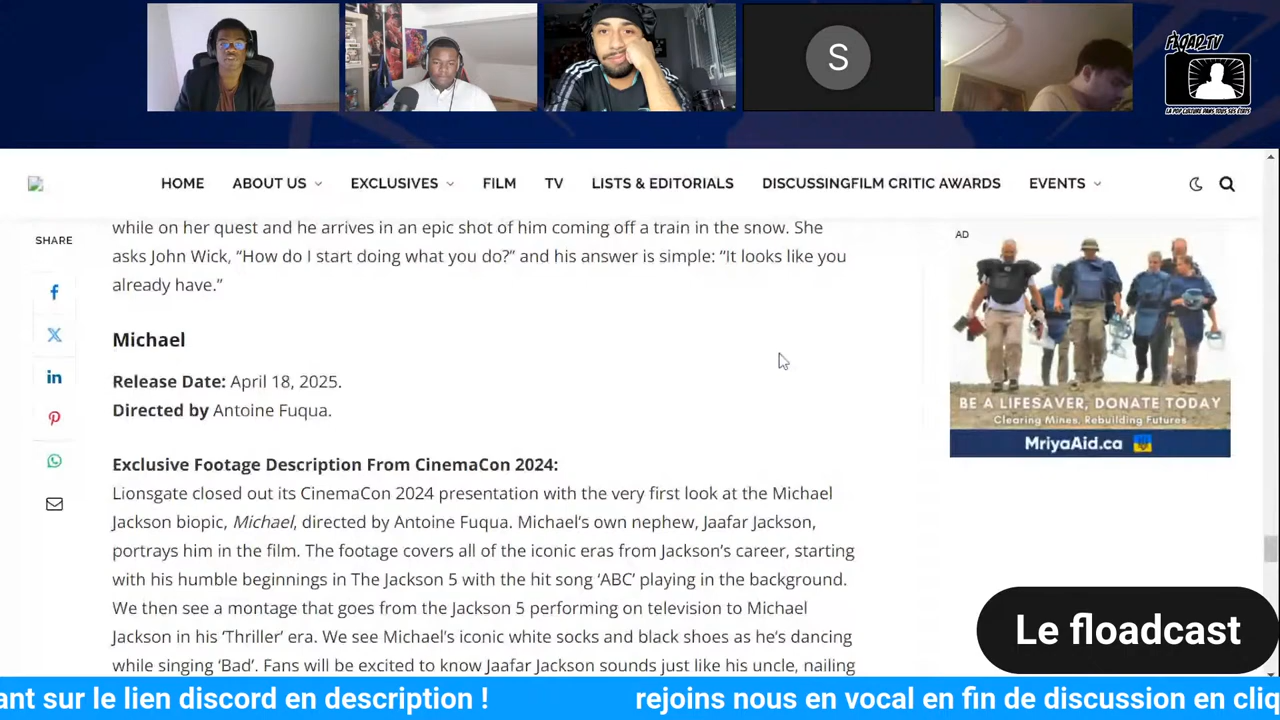 S
FLOAD.TV
LA POP CULTURE DANS TOUS SES ÉTATS
HOME
ABOUT US
EXCLUSIVES
FILM
TV
LISTS & EDITORIALS
DISCUSSINGFILM CRITIC AWARDS
EVENTS
SHARE
while on her quest and he arrives in an epic shot of him coming off a train in the snow. She
asks John Wick, “How do I start doing what you do?” and his answer is simple: “It looks like you
already have.”
Michael
Release Date: April 18, 2025.
Directed by Antoine Fuqua.
Exclusive Footage Description From CinemaCon 2024:
Lionsgate closed out its CinemaCon 2024 presentation with the very first look at the Michael
Jackson biopic, Michael, directed by Antoine Fuqua. Michael’s own nephew, Jaafar Jackson,
portrays him in the film. The footage covers all of the iconic eras from Jackson’s career, starting
with his humble beginnings in The Jackson 5 with the hit song ‘ABC’ playing in the background.
We then see a montage that goes from the Jackson 5 performing on television to Michael
Jackson in his ‘Thriller’ era. We see Michael’s iconic white socks and black shoes as he’s dancing
while singing ‘Bad’. Fans will be excited to know Jaafar Jackson sounds just like his uncle, nailing
AD
BE A LIFESAVER, DONATE TODAY
Clearing Mines, Rebuilding Futures
MriyaAid.ca
Le floadcast
ant sur le lien discord en description !
rejoins nous en vocal en fin de discussion en cliq